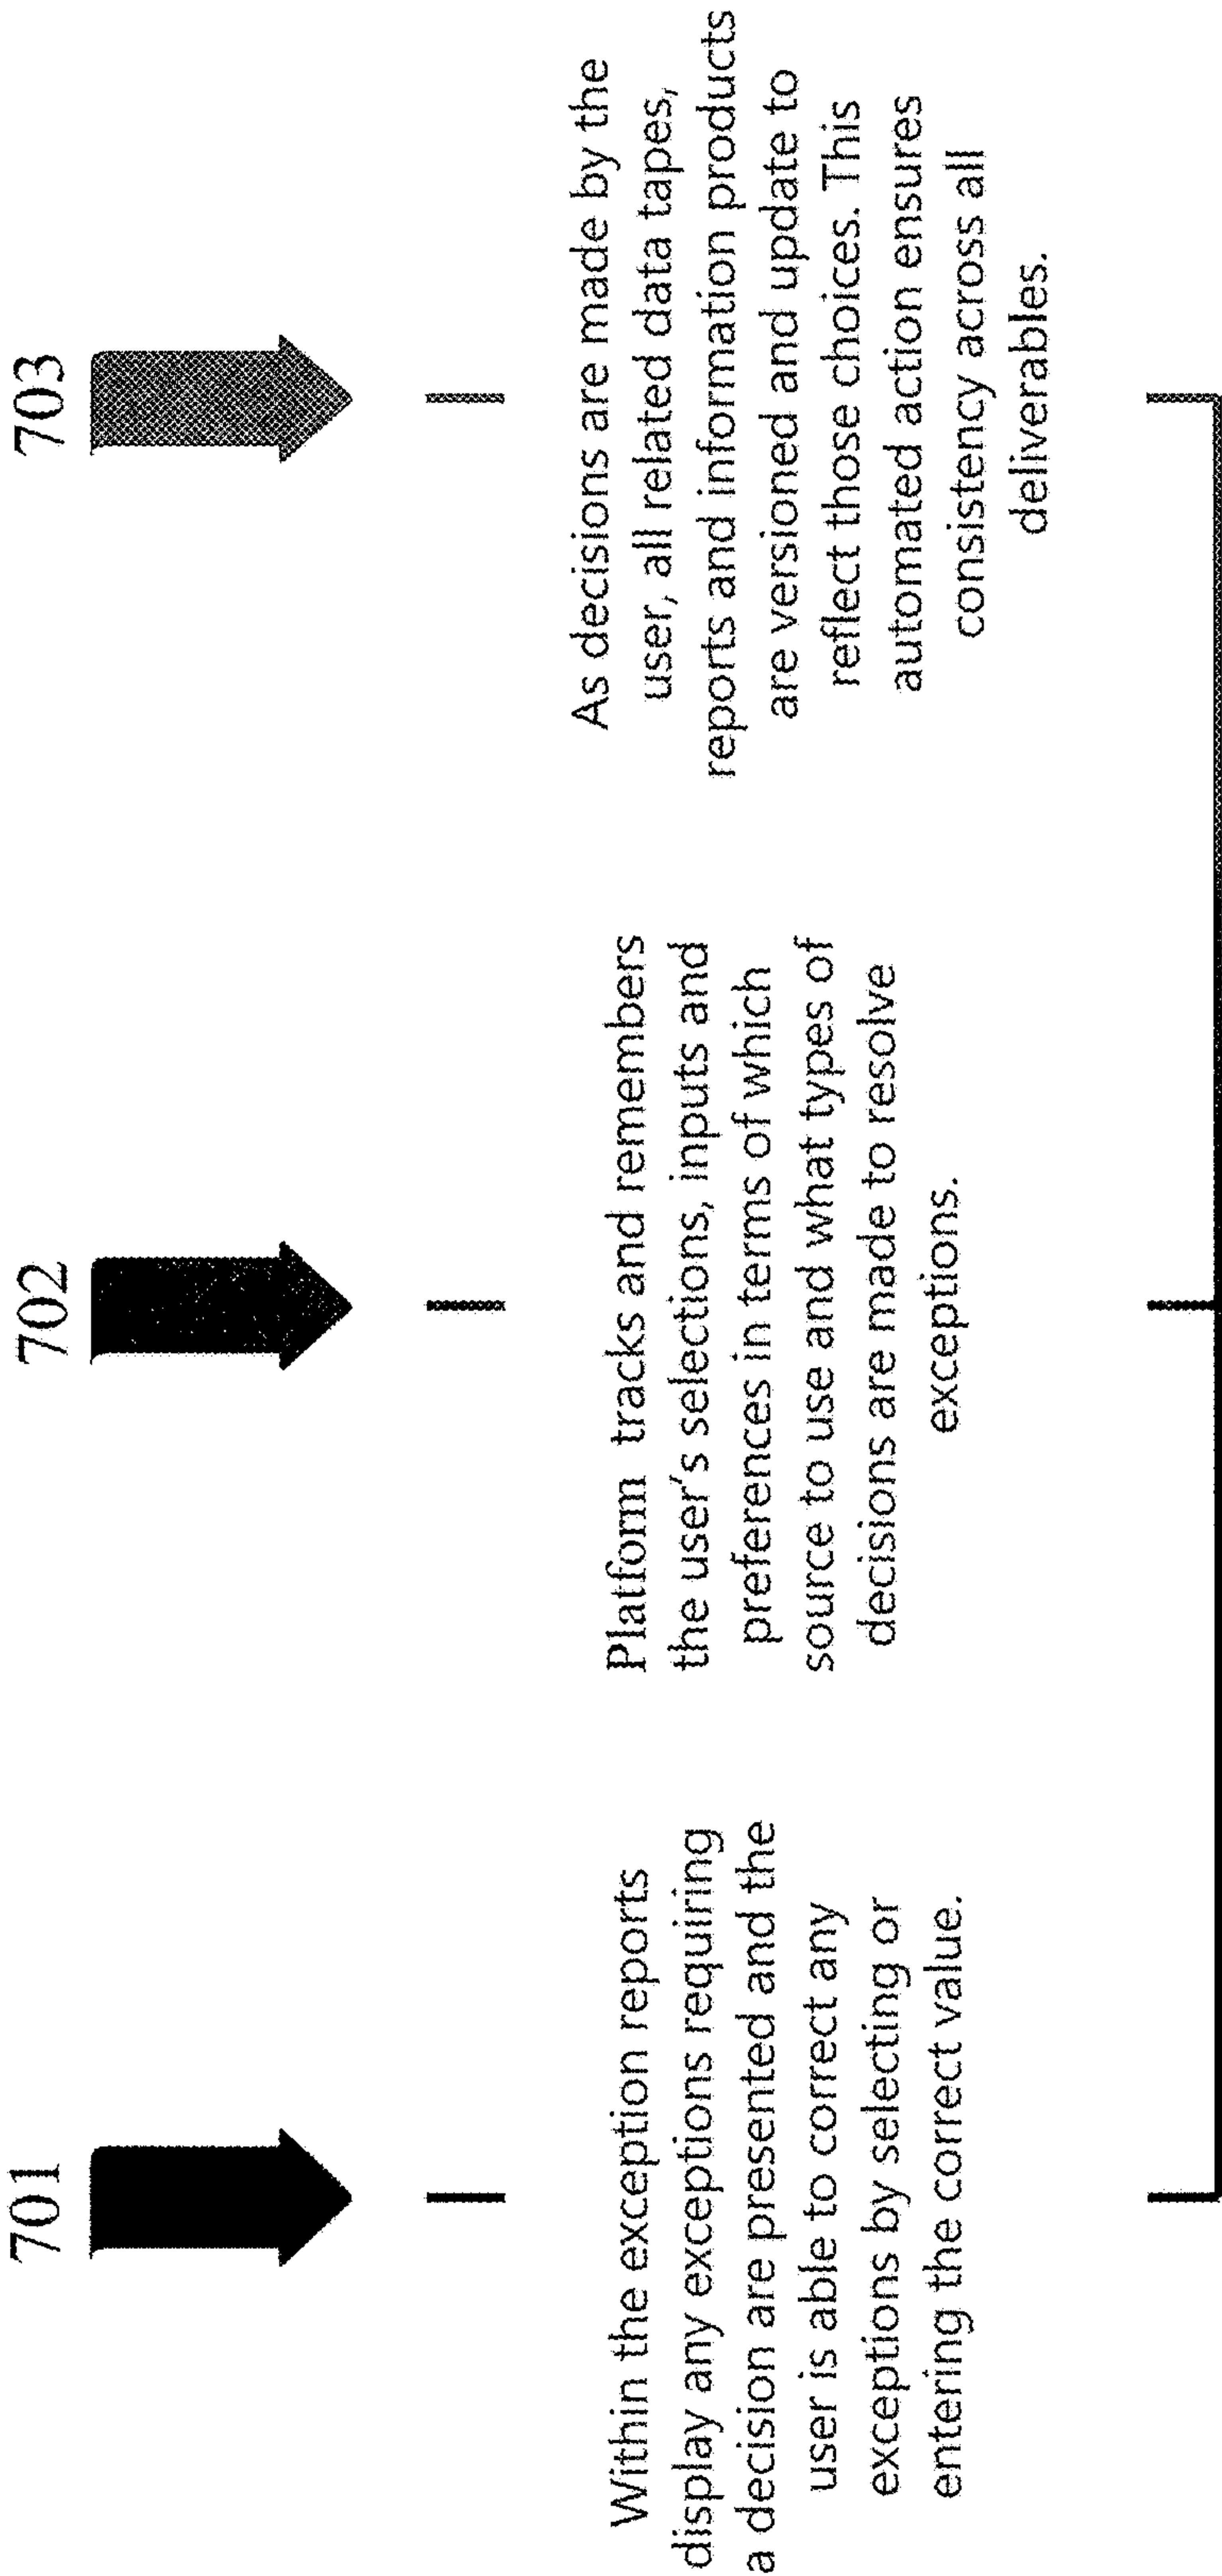 701
Within the exception reports
display any exceptions requiring
a decision are presented and the
user is able to correct any
exceptions by selecting or
entering the correct value.
702
Platform tracks and remembers
the user's selections, inputs and
preferences in terms of which
source to use and what types of
decisions are made to resolve
exceptions.
703
As decisions are made by the
user, all related data tapes,
reports and information products
are versioned and update to
reflect those choices. This
automated action ensures
consistency across all
deliverables.